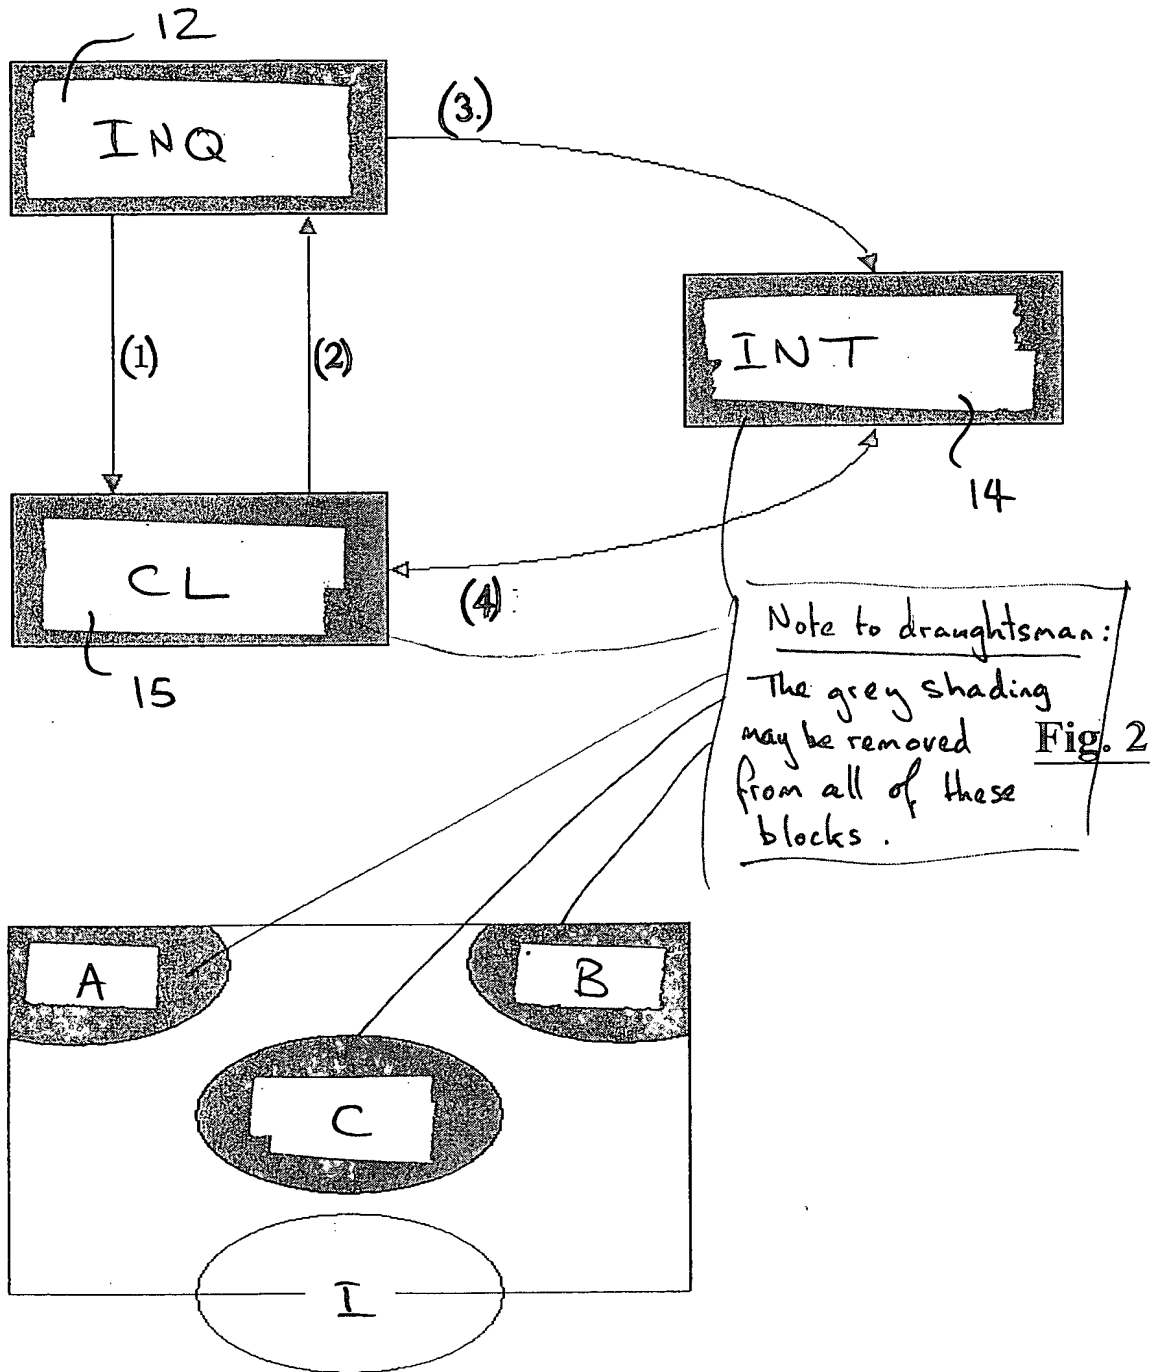 12
INQ
(3.)
(1)
(2)
INT
14
CL
(4)
15
Note to draughtsman:
The grey shading
may be removed
from all of these
blocks.
Fig. 2
A
B
C
I